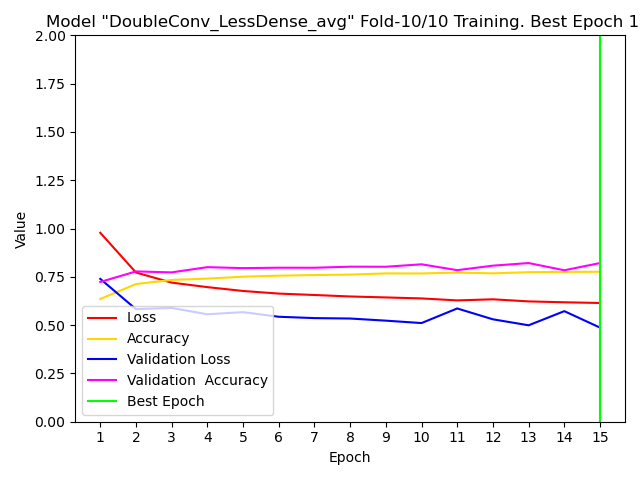 Model "DoubleConv_LessDense_avg" Fold-10/10 Training. Best Epoch 1
2.00
1.75
1.50
1.25
1.00
0.75
0.50
0.25
0.00
Value
Loss
Accuracy
Validation Loss
Validation  Accuracy
Best Epoch
1 2 3 4 5 6 7 8 9 10 11 12 13 14 15
Epoch